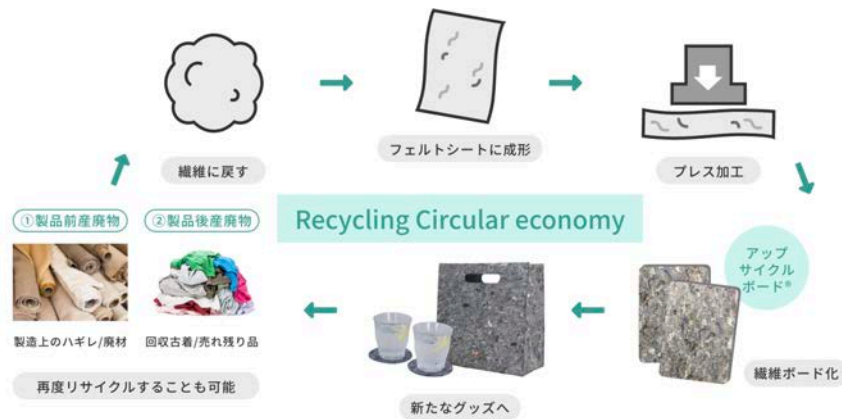 繊維に戻す
フェルトシートに成形
プレス加工
①製品前産廃物
②製品後産廃物
Recycling Circular economy
アップ
サイクル
ボード®
製造上のハギレ/廃材
回収古着/売れ残り品
再度リサイクルすることも可能
新たなグッズへ
繊維ボード化